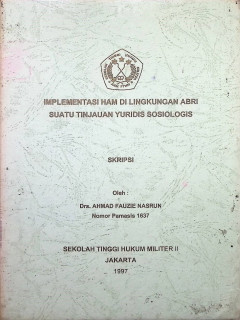 IMPLEMENTASI HAM DI LINGKUNGAN ABRI
SUATU TINJAUAN YURIDIS SOSIOLOGIS
SKRIPSI
Oleh :
Drs. AHMAD FAUZIE NASRUN
Nomor Pamasis 1637
SEKOLAH TINGGI HUKUM MILITER II
JAKARTA
1997